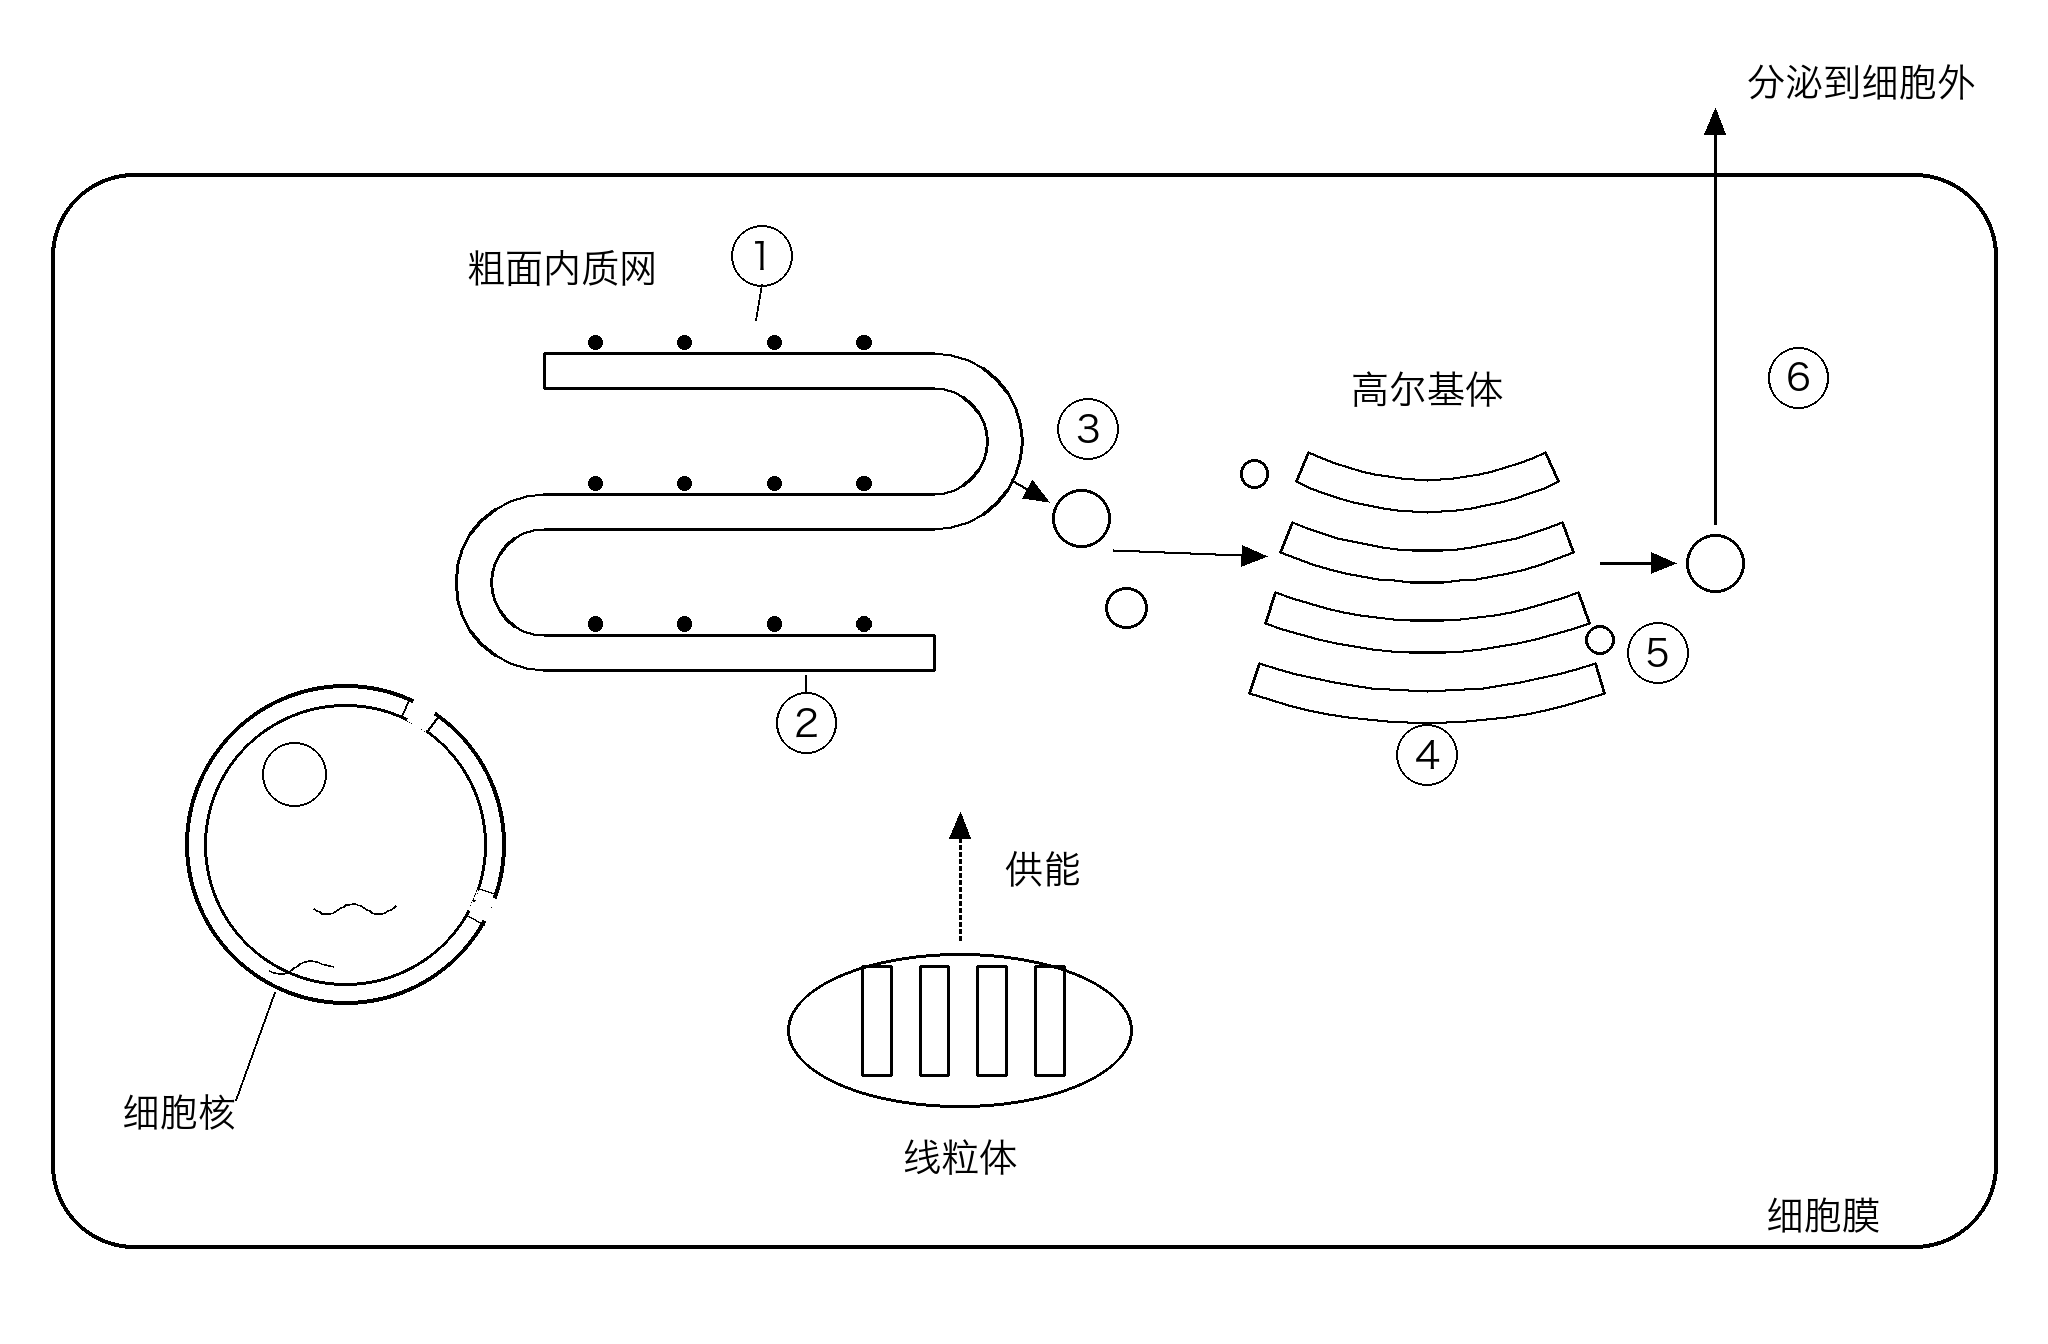 分泌到细胞外
粗面内质网
①
③
高尔基体
⑥
⑤
②
④
供能
细胞核
线粒体
细胞膜